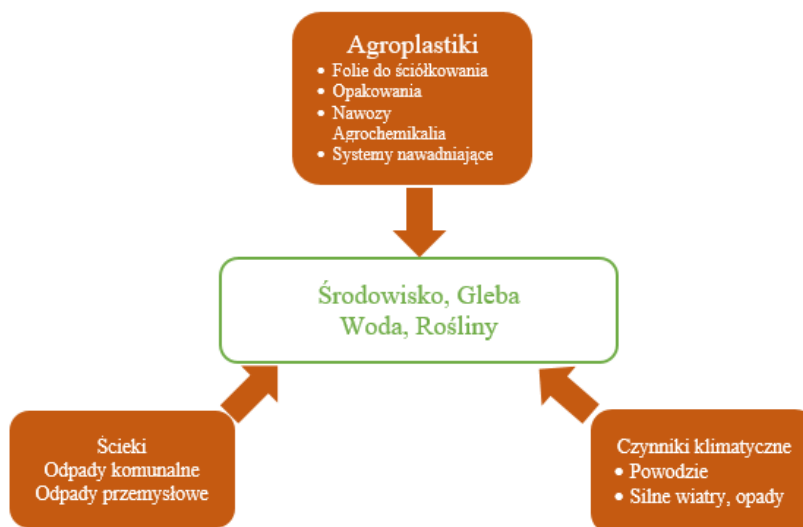 Agroplastiki
• Folie do ściółkowania
• Opakowania
• Nawozy
Agrochemikalia
• Systemy nawadniające
Środowisko, Gleba
Woda, Rośliny
Ścieki
Odpady komunalne
Odpady przemysłowe
Czynniki klimatyczne
• Powodzie
• Silne wiatry, opady